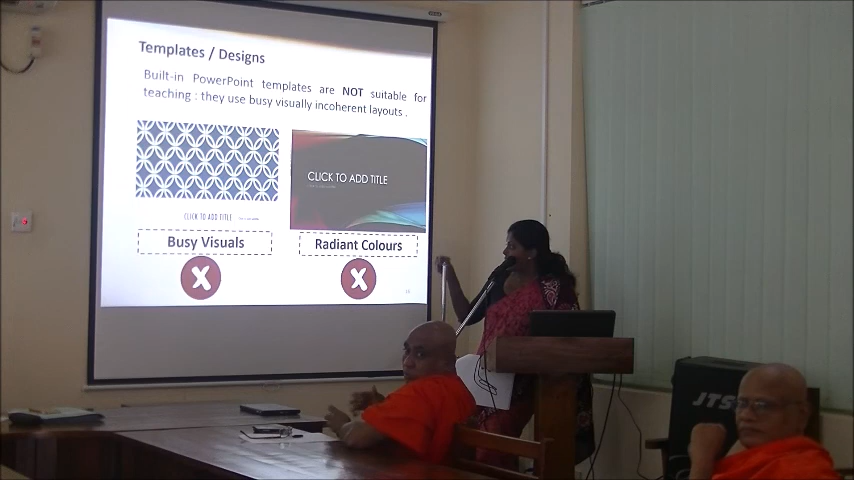 Templates / Designs
Built-in PowerPoint templates are NOT suitable for
teaching : they use busy visually incoherent layouts .
CLICK TO ADD TITLE
CLICK TO ADD TITLE
Busy Visuals
Radiant Colours
X
X
JTS